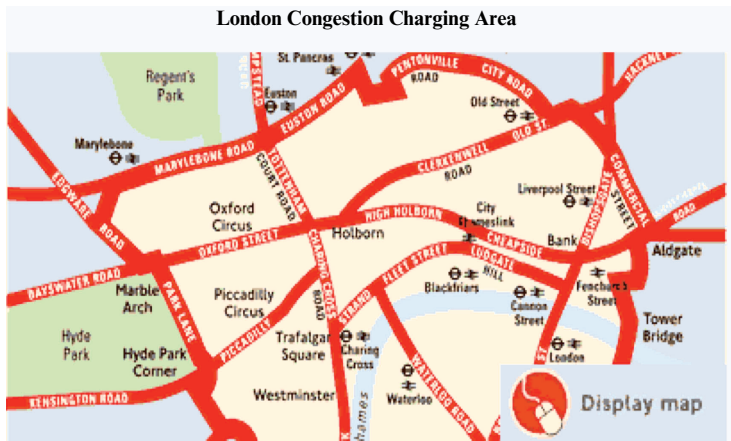 London Congestion Charging Area
St. Pancras
PENTONVILLE
ROAD
CITY ROAD
Regent's
Park
Euston
EUSTON ROAD
Old Street
OLD ST.
Marylebone
MARYLEBONE ROAD
TOTTENHAM
COURT ROAD
CLERKENWELL
ROAD
COMMERCIAL
STREET
EDGWARE
ROAD
Liverpool Street
BISHOPSGATE
ROAD
Oxford
Circus
HIGH HOLBORN
City
Holborn
OXFORD STREET
CHEAPSIDE
Bank
Aldgate
CHARING CROSS
ROAD
FLEET STREET
LUDGATE
HILL
BAYSWATER ROAD
Marble
Arch
PARK LANE
Piccadilly
Circus
PICCADILLY
STRAND
Blackfriars
Cannon
Street
Street
Hyde
Park
Hyde Park
Corner
Trafalgar
Square
Charing
Cross
Tower
Bridge
London
WATERLOO ROAD
Waterloo
Westminster
KENSINGTON ROAD
ST
Display map